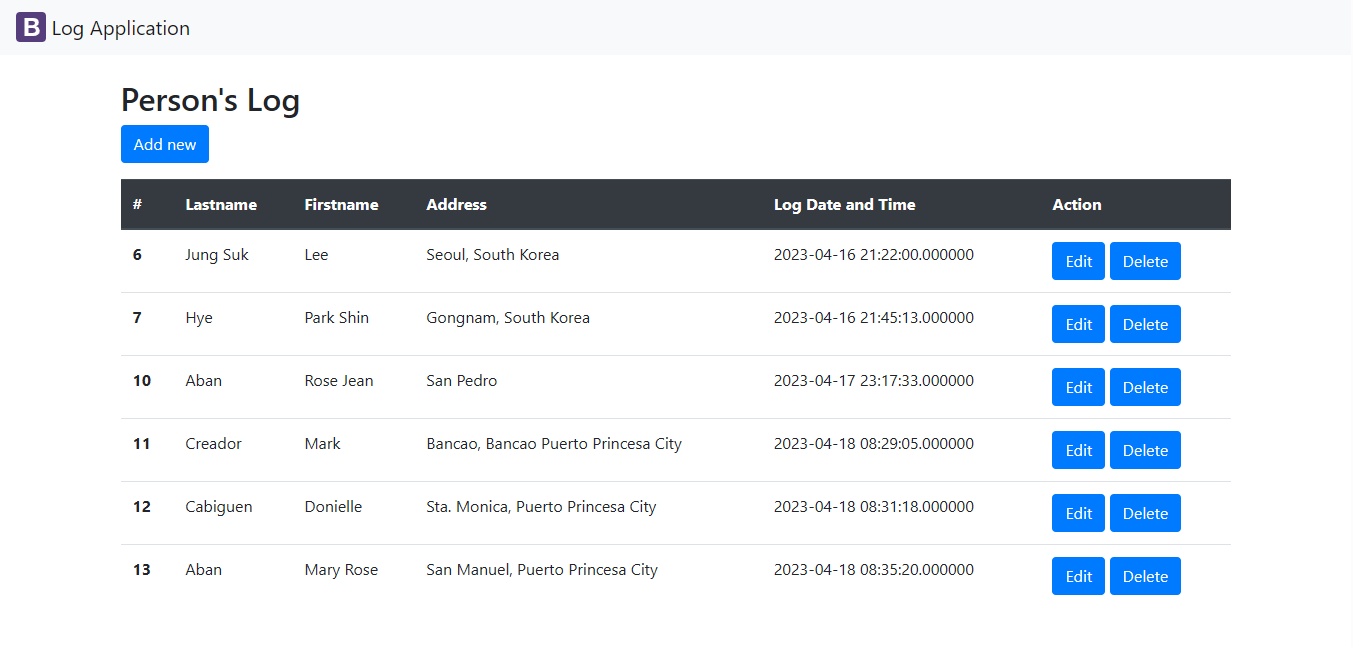 B Log Application
Person's Log
Add new
# Lastname Firstname Address Log Date and Time Action
6 Jung Suk Lee Seoul, South Korea 2023-04-16 21:22:00.000000 Edit Delete
7 Hye Park Shin Gongnam, South Korea 2023-04-16 21:45:13.000000 Edit Delete
10 Aban Rose Jean San Pedro 2023-04-17 23:17:33.000000 Edit Delete
11 Creador Mark Bancao, Bancao Puerto Princesa City 2023-04-18 08:29:05.000000 Edit Delete
12 Cabiguen Donielle Sta. Monica, Puerto Princesa City 2023-04-18 08:31:18.000000 Edit Delete
13 Aban Mary Rose San Manuel, Puerto Princesa City 2023-04-18 08:35:20.000000 Edit Delete